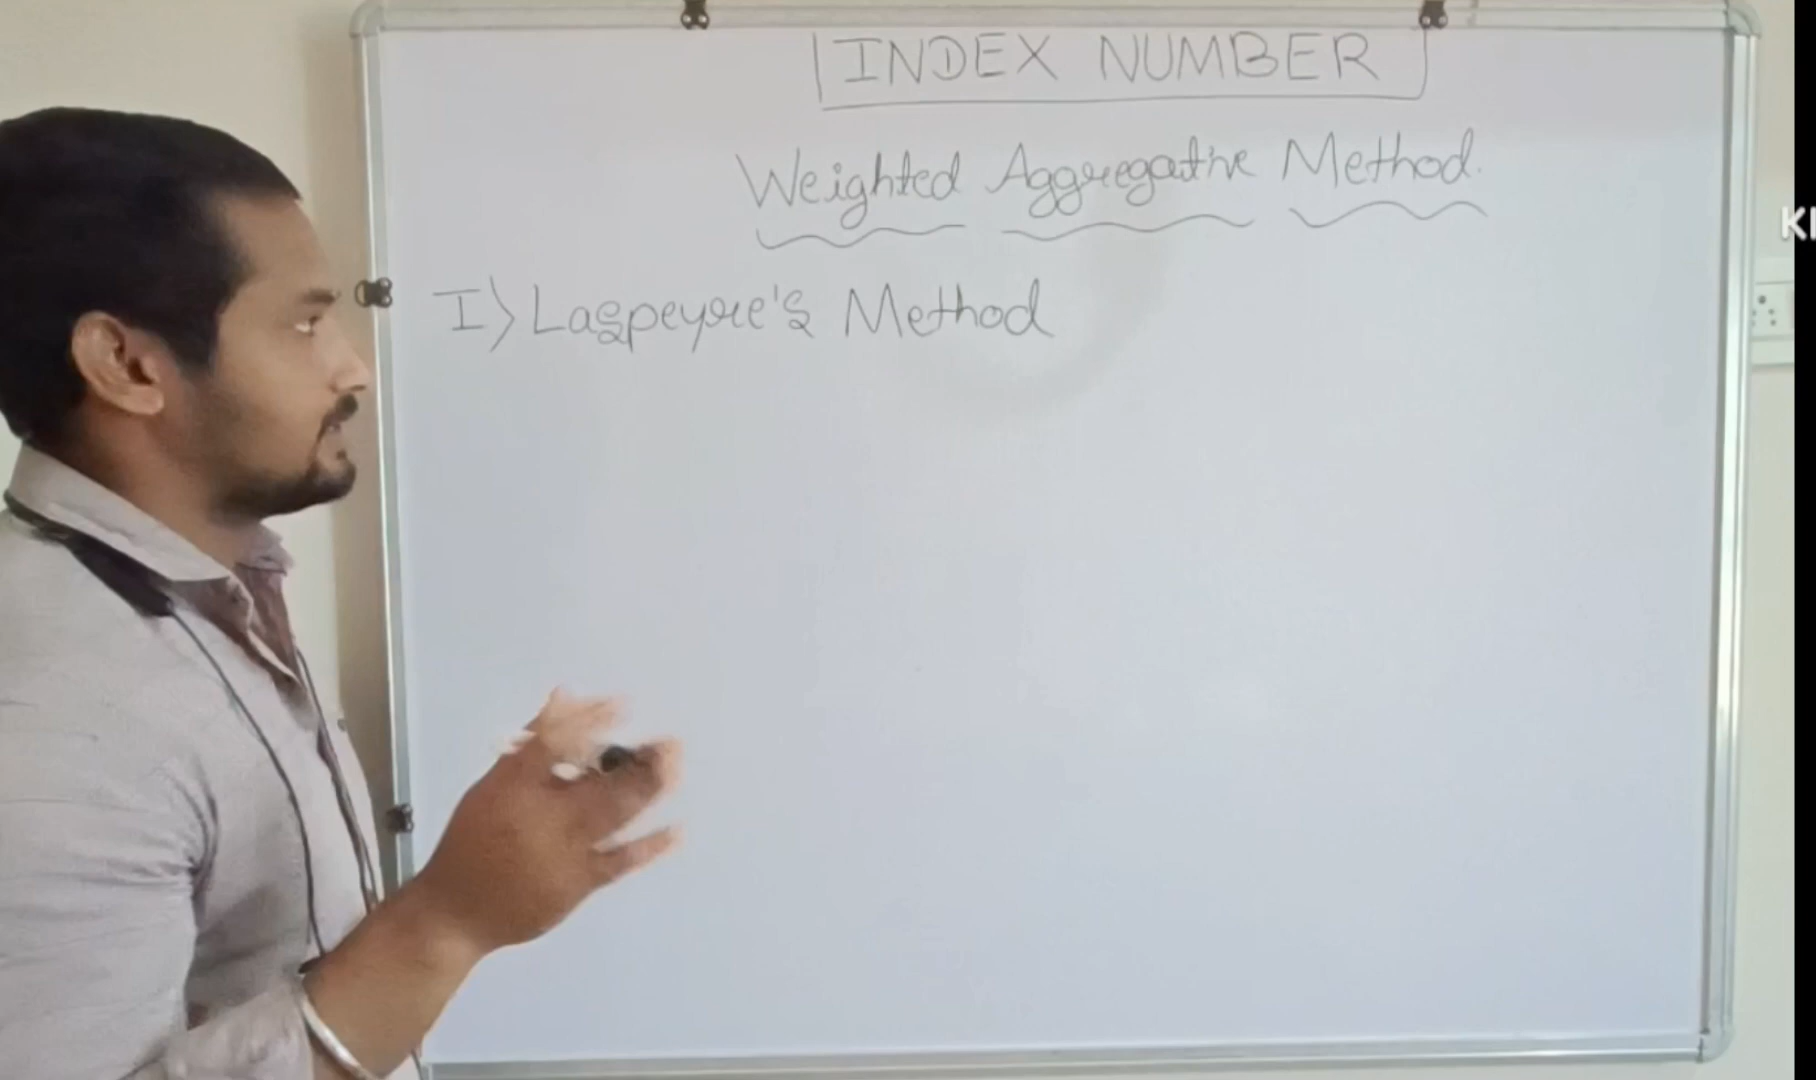 INDEX NUMBER
Weighted Aggregative Method.
I) Laspeyre's Method